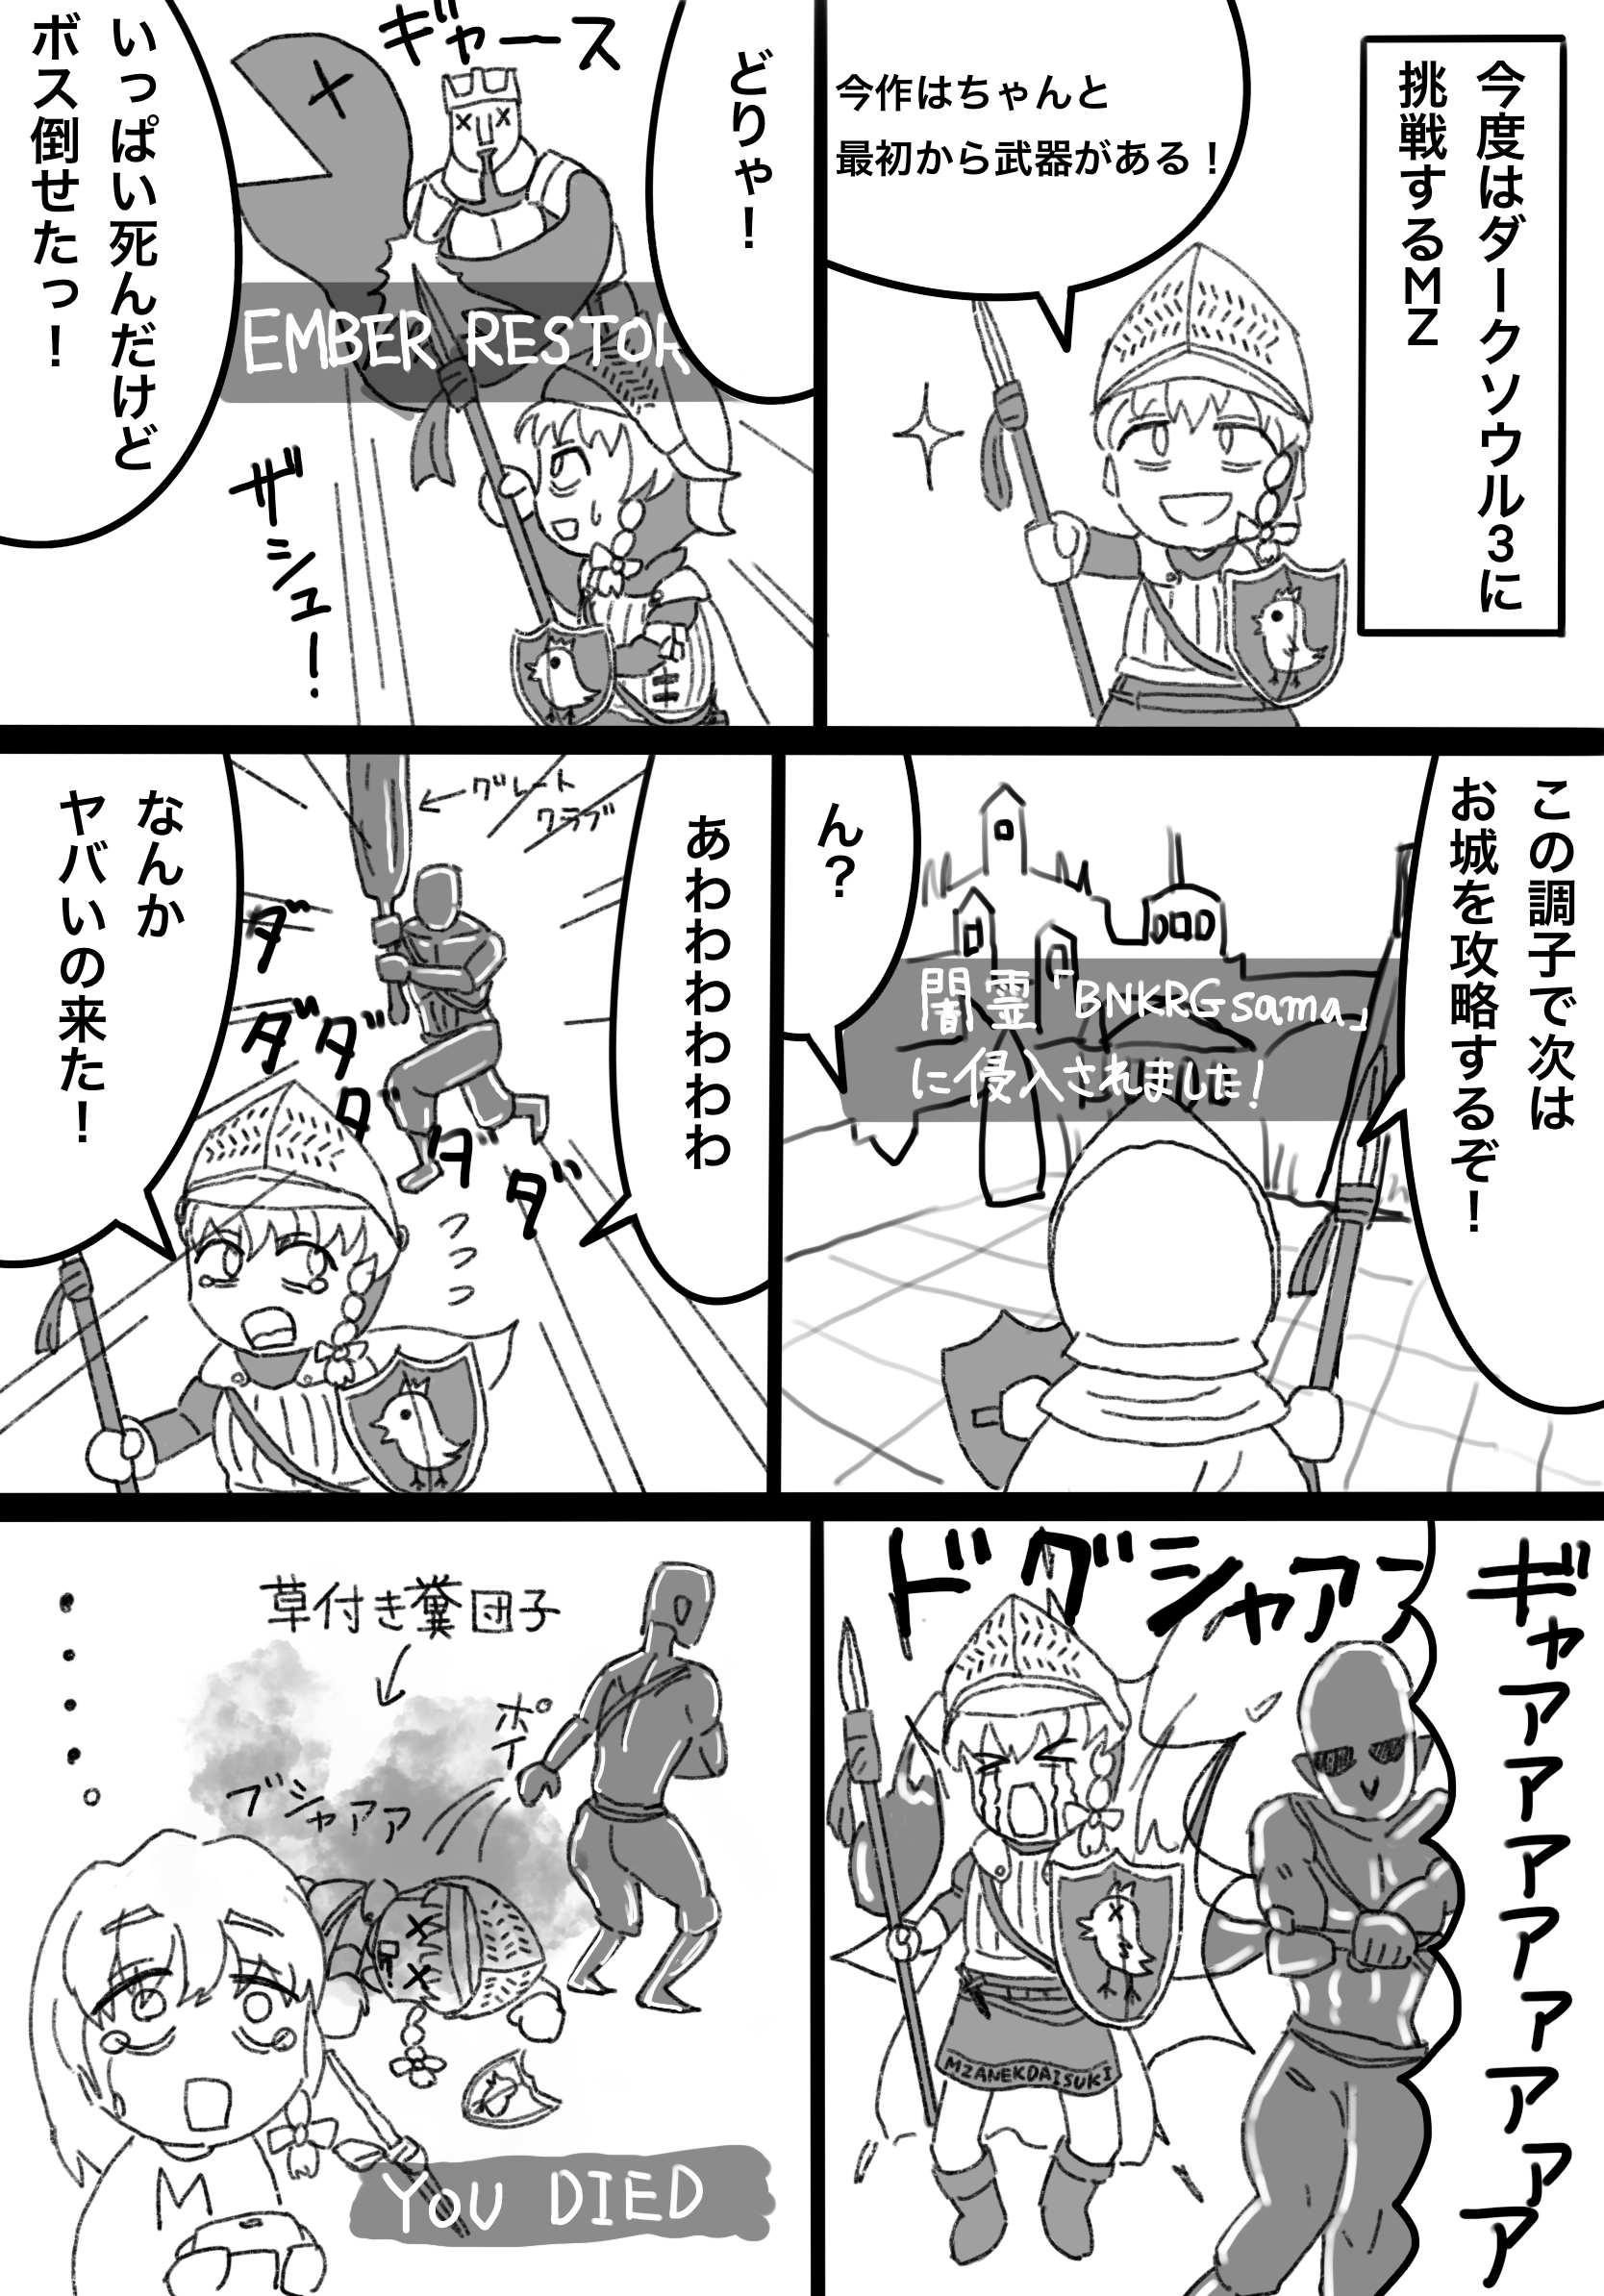 今度はダークソウル3に
挑戦するMZ
今作はちゃんと
最初から武器がある！
どりゃ！
ギャース
EMBER RESTOR
ザシュー！
いっぱい死んだけど
ボス倒せたっ！
この調子で次は
お城を攻略するぞ！
闇霊「BNKRGsama」
に侵入されました！
ん？
あわわわわわわ
グレート
クラブ
ダダダダダダ
なんか
ヤバいの来た！
ギャアアアアアアアア
ドグシャアアー
MZANEKDAISUKI
草付き糞団子
ポイ
ブシャアア
M
YOU DIED